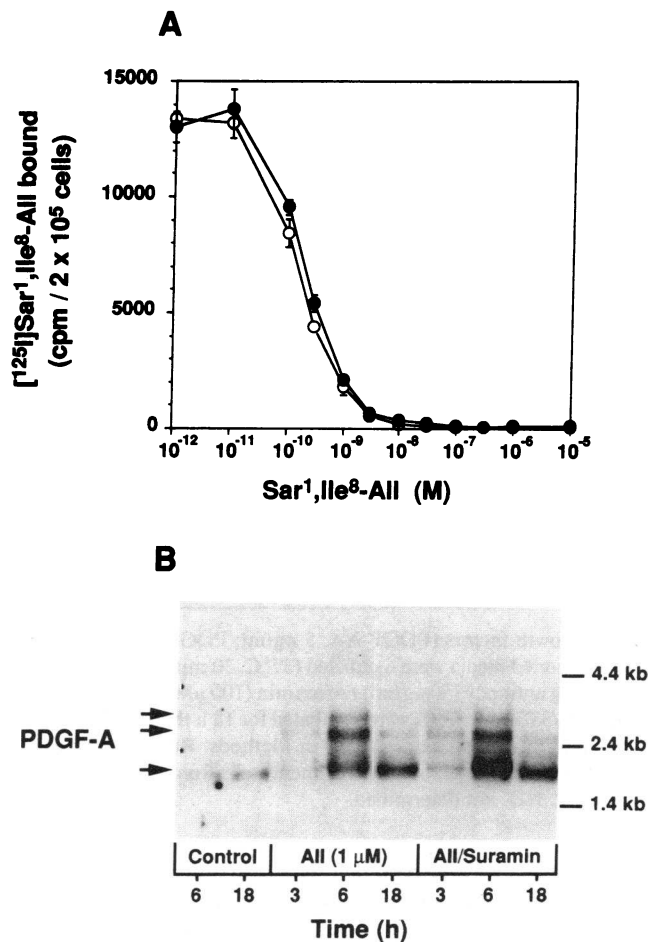 A
[¹²⁵I]Sar¹,Ile⁸-AII bound
(cpm / 2 x 10⁵ cells)
15000
10000
5000
0
10⁻¹² 10⁻¹¹ 10⁻¹⁰ 10⁻⁹ 10⁻⁸ 10⁻⁷ 10⁻⁶ 10⁻⁵
Sar¹,Ile⁸-AII (M)
B
PDGF-A
4.4 kb
2.4 kb
1.4 kb
Control AII (1 μM) AII/Suramin
6 18 3 6 18 3 6 18
Time (h)